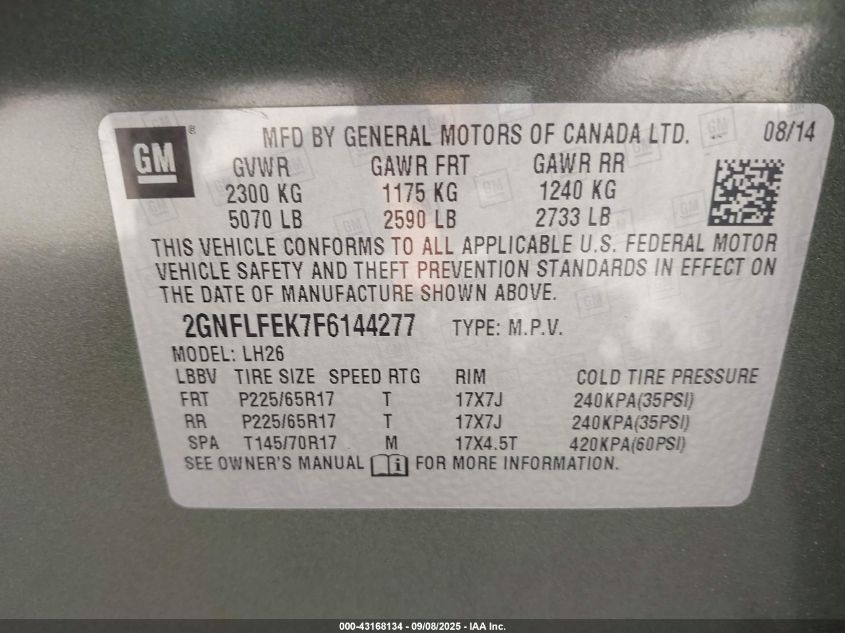 GM ® MFD BY GENERAL MOTORS OF CANADA LTD. 08/14
GVWR GAWR FRT GAWR RR
2300 KG 1175 KG 1240 KG
5070 LB 2590 LB 2733 LB
THIS VEHICLE CONFORMS TO ALL APPLICABLE U.S. FEDERAL MOTOR
VEHICLE SAFETY AND THEFT PREVENTION STANDARDS IN EFFECT ON
THE DATE OF MANUFACTURE SHOWN ABOVE.
2GNFLFEK7F6144277 TYPE: M.P.V.
MODEL: LH26
LBBV TIRE SIZE SPEED RTG RIM COLD TIRE PRESSURE
FRT P225/65R17 T 17X7J 240KPA(35PSI)
RR P225/65R17 T 17X7J 240KPA(35PSI)
SPA T145/70R17 M 17X4.5T 420KPA(60PSI)
SEE OWNER'S MANUAL i FOR MORE INFORMATION.
000-43168134 - 09/08/2025 - IAA Inc.